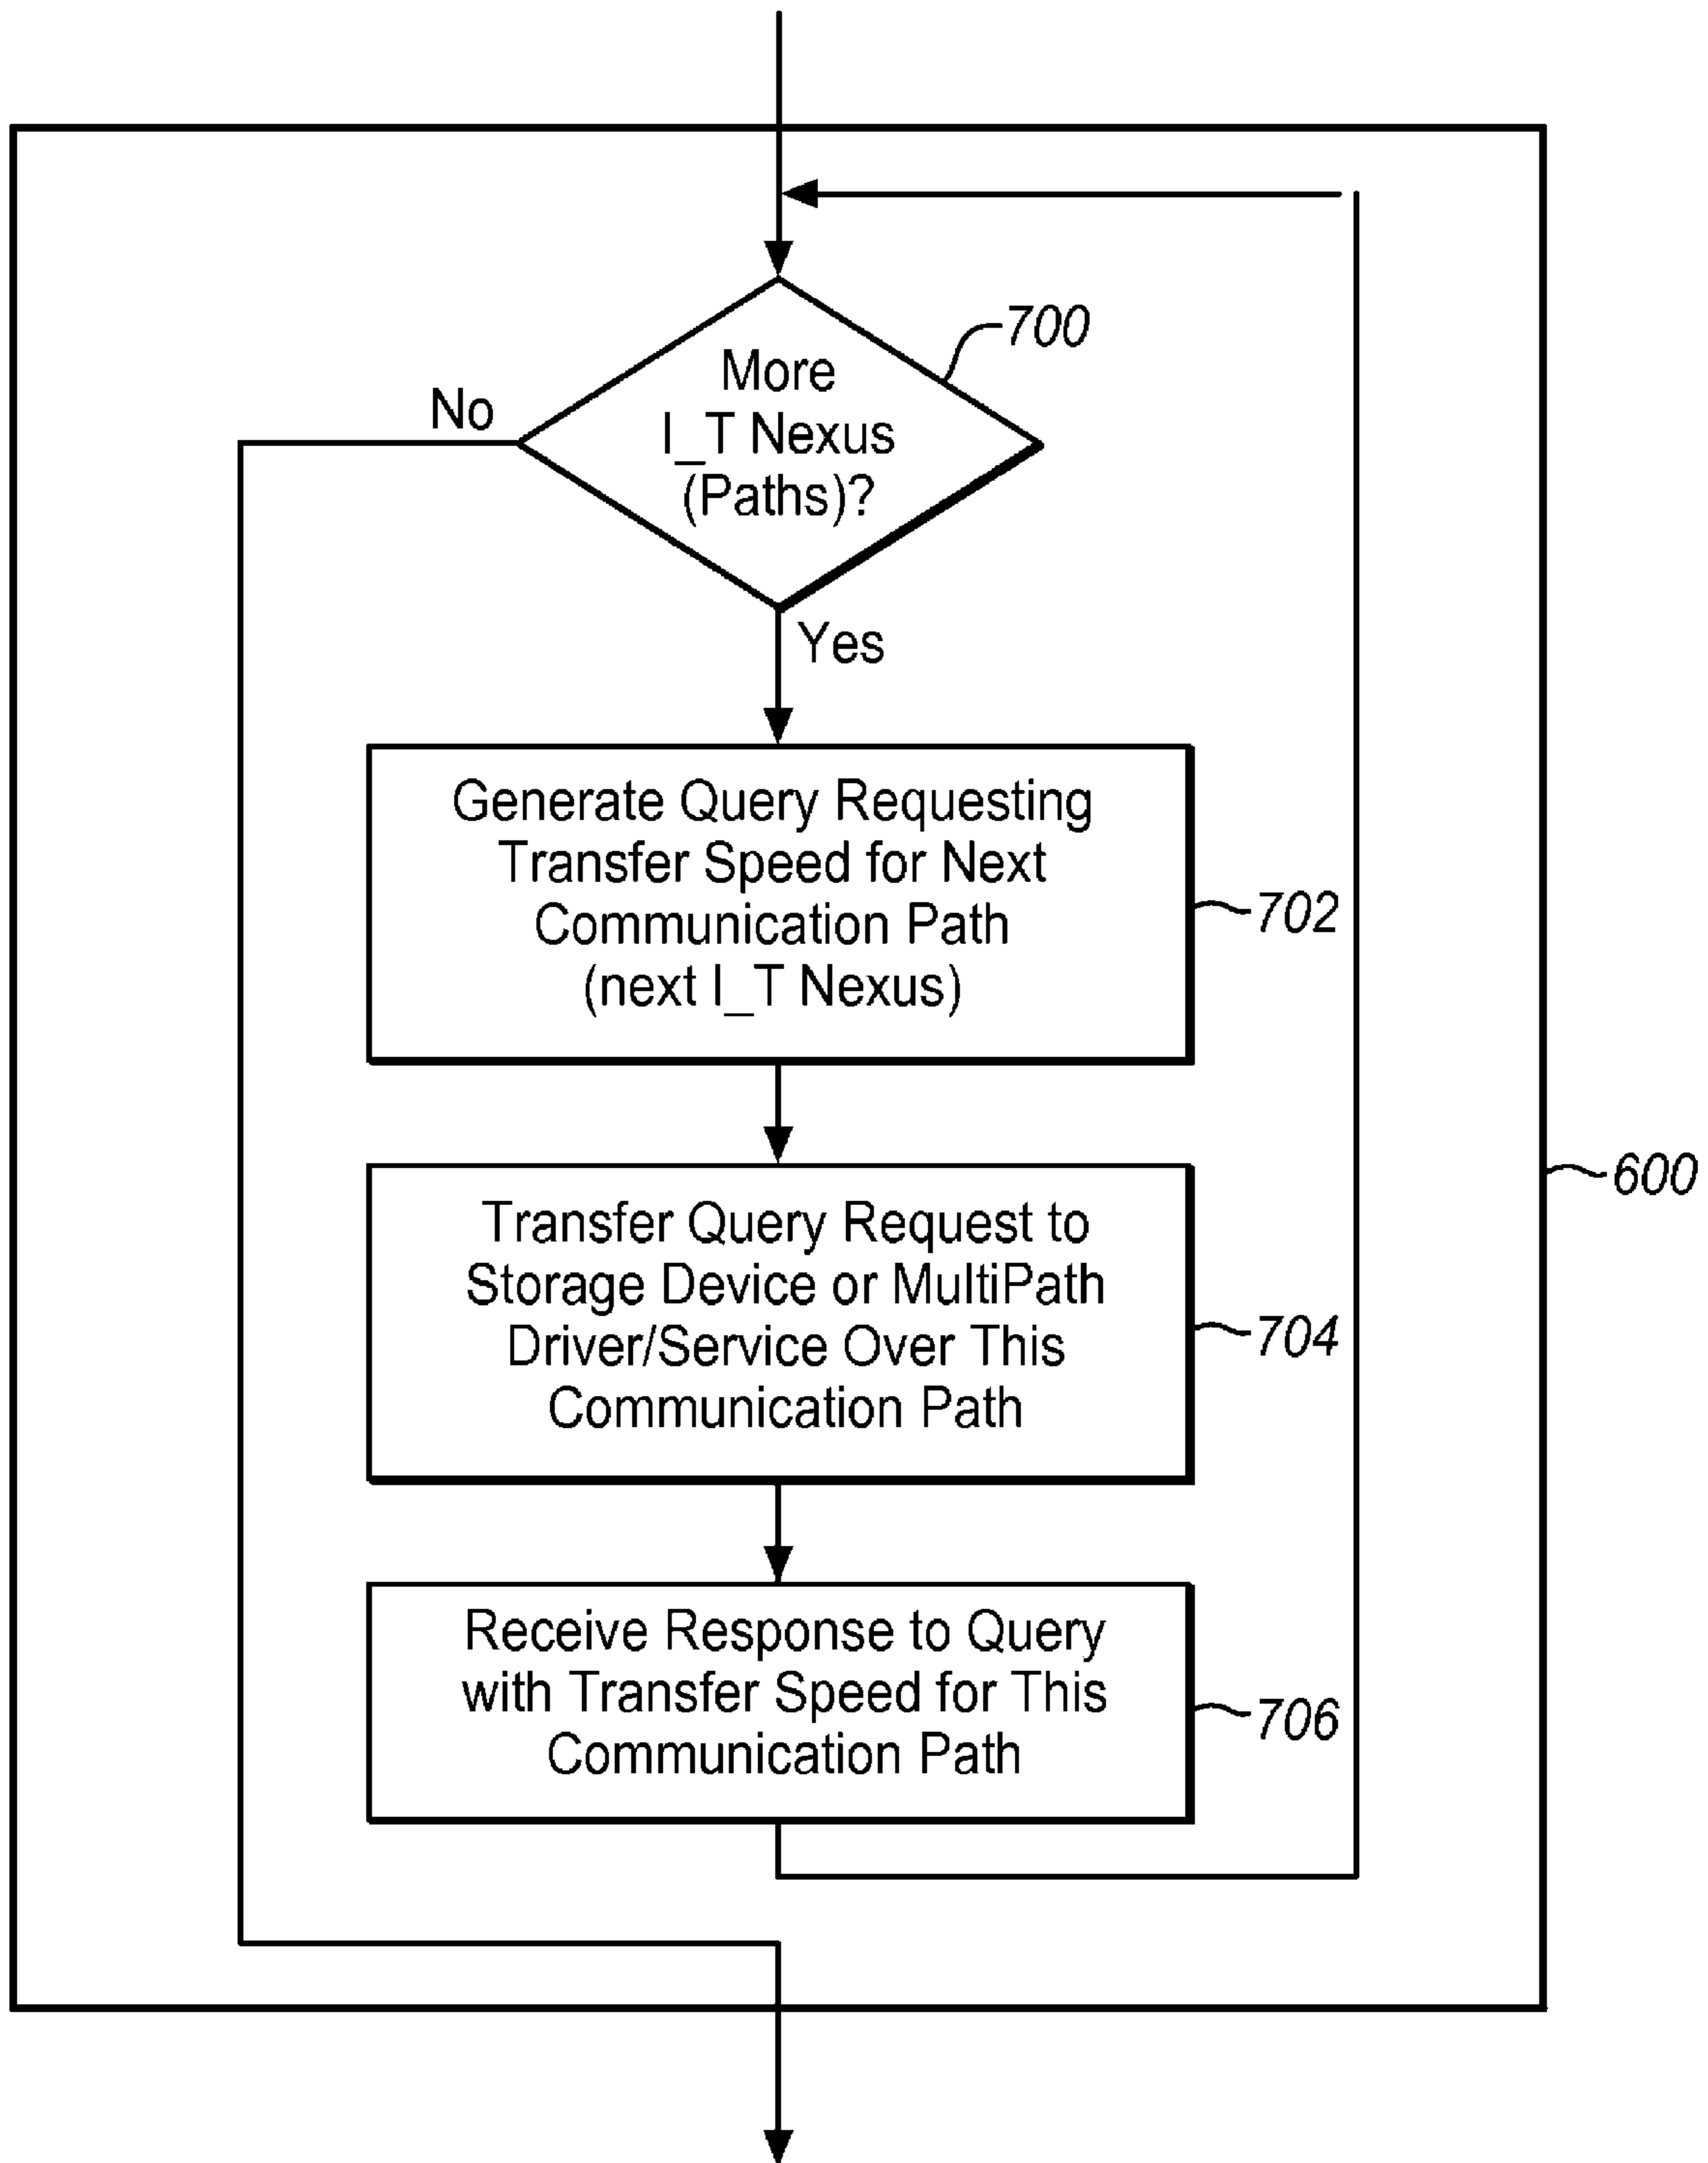 700
More
I_T Nexus
(Paths)?
No
Yes
Generate Query Requesting
Transfer Speed for Next
Communication Path
(next I_T Nexus)
702
Transfer Query Request to
Storage Device or MultiPath
Driver/Service Over This
Communication Path
704
600
Receive Response to Query
with Transfer Speed for This
Communication Path
706